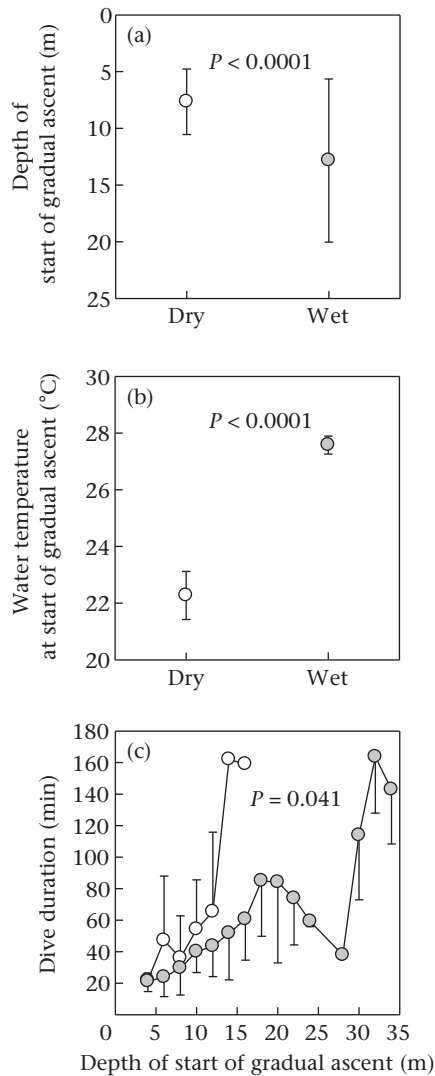 (a)
P < 0.0001
Depth of
start of gradual ascent (m)
0
5
10
15
20
25
Dry
Wet
(b)
P < 0.0001
Water temperature
at start of gradual ascent (°C)
30
28
26
24
22
20
Dry
Wet
(c)
P = 0.041
Dive duration (min)
180
160
140
120
100
80
60
40
20
0
5
10
15
20
25
30
35
Depth of start of gradual ascent (m)